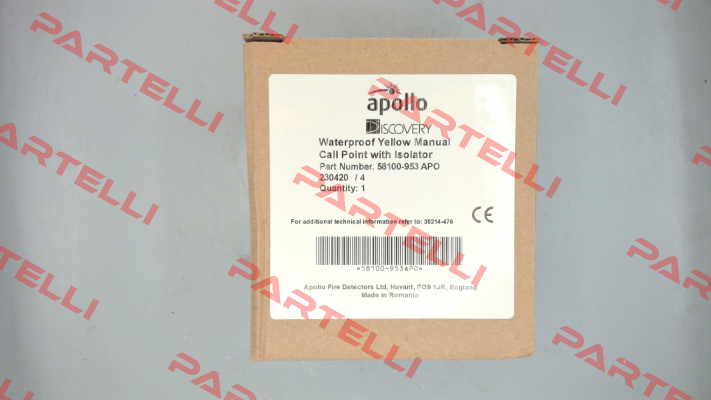 apollo
DISCOVERY
Waterproof Yellow Manual
Call Point with Isolator
Part Number. 58100-953 APO
230420 / 4
Quantity: 1
For additional technical information refer to: 39214-476
CE
*58100-953APO*
Apollo Fire Detectors Ltd, Havant, PO9 1JR, England
Made in Romania
PARTELLI
PARTELLI
PARTELLI
PARTELLI
PARTELLI
PARTELLI
PARTELLI
PARTELLI
PARTELLI